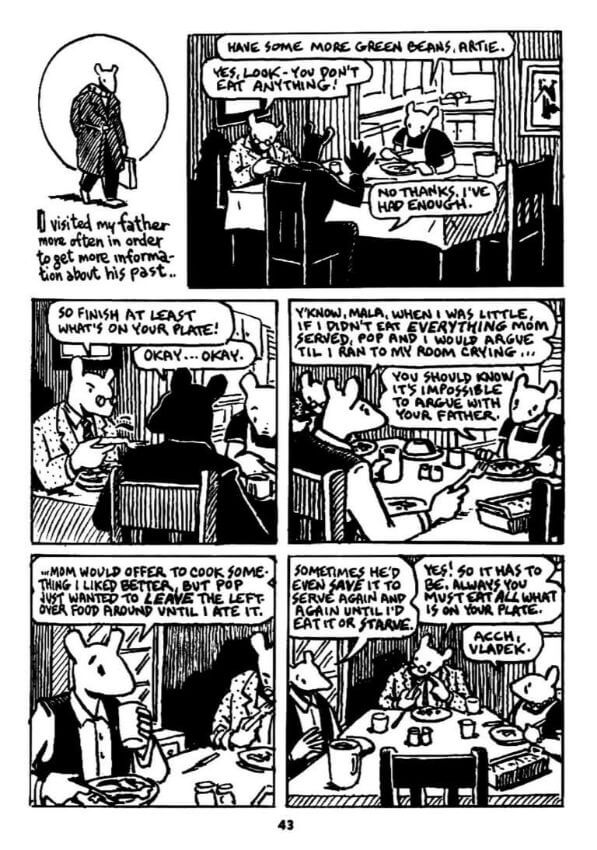 I visited my father
more often in order
to get more informa-
tion about his past..
HAVE SOME MORE GREEN BEANS, ARTIE.
YES, LOOK-YOU DON'T
EAT ANYTHING!
NO THANKS. I'VE
HAD ENOUGH.
SO FINISH AT LEAST
WHAT'S ON YOUR PLATE!
OKAY... OKAY.
Y'KNOW, MALA, WHEN I WAS LITTLE,
IF I DIDN'T EAT EVERYTHING MOM
SERVED, POP AND I WOULD ARGUE
TIL I RAN TO MY ROOM CRYING...
YOU SHOULD KNOW
IT'S IMPOSSIBLE
TO ARGUE WITH
YOUR FATHER.
...MOM WOULD OFFER TO COOK SOME-
THING I LIKED BETTER, BUT POP
JUST WANTED TO LEAVE THE LEFT-
OVER FOOD AROUND UNTIL I ATE IT.
SOMETIMES HE'D
EVEN SAVE IT TO
SERVE AGAIN AND
AGAIN UNTIL I'D
EAT IT OR STARVE.
YES! SO IT HAS TO
BE. ALWAYS YOU
MUST EAT ALL WHAT
IS ON YOUR PLATE.
ACCH,
VLADEK.
43